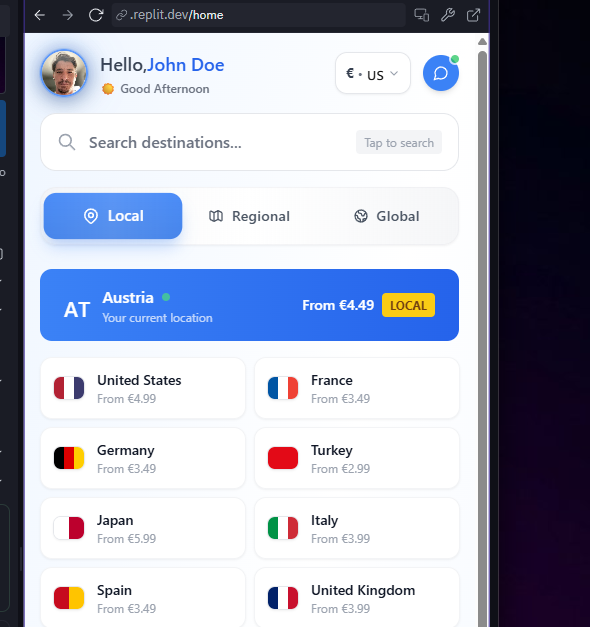 .replit.dev/home
Hello,John Doe
Good Afternoon
€ • US
Search destinations...
Tap to search
Local
Regional
Global
AT
Austria
Your current location
From €4.49
LOCAL
United States
From €4.99
France
From €3.49
Germany
From €3.49
Turkey
From €2.99
Japan
From €5.99
Italy
From €3.99
Spain
From €3.49
United Kingdom
From €3.99